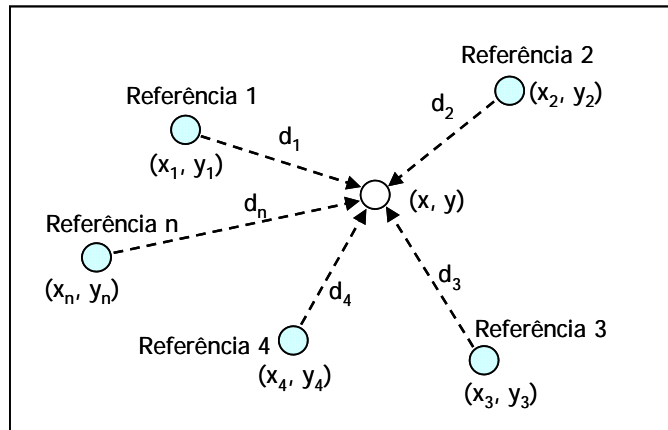 Referência 2
(x₂, y₂)
Referência 1
d₂
d₁
(x₁, y₁)
(x, y)
dₙ
Referência n
d₃
(xₙ, yₙ)
d₄
Referência 3
Referência 4
(x₄, y₄)
(x₃, y₃)